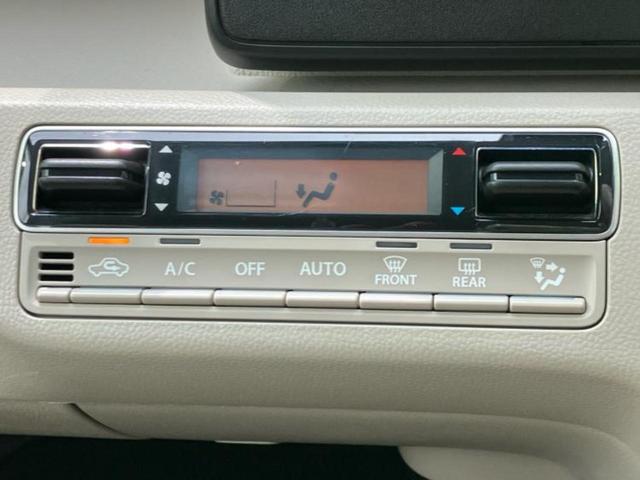 A/C OFF AUTO FRONT REAR